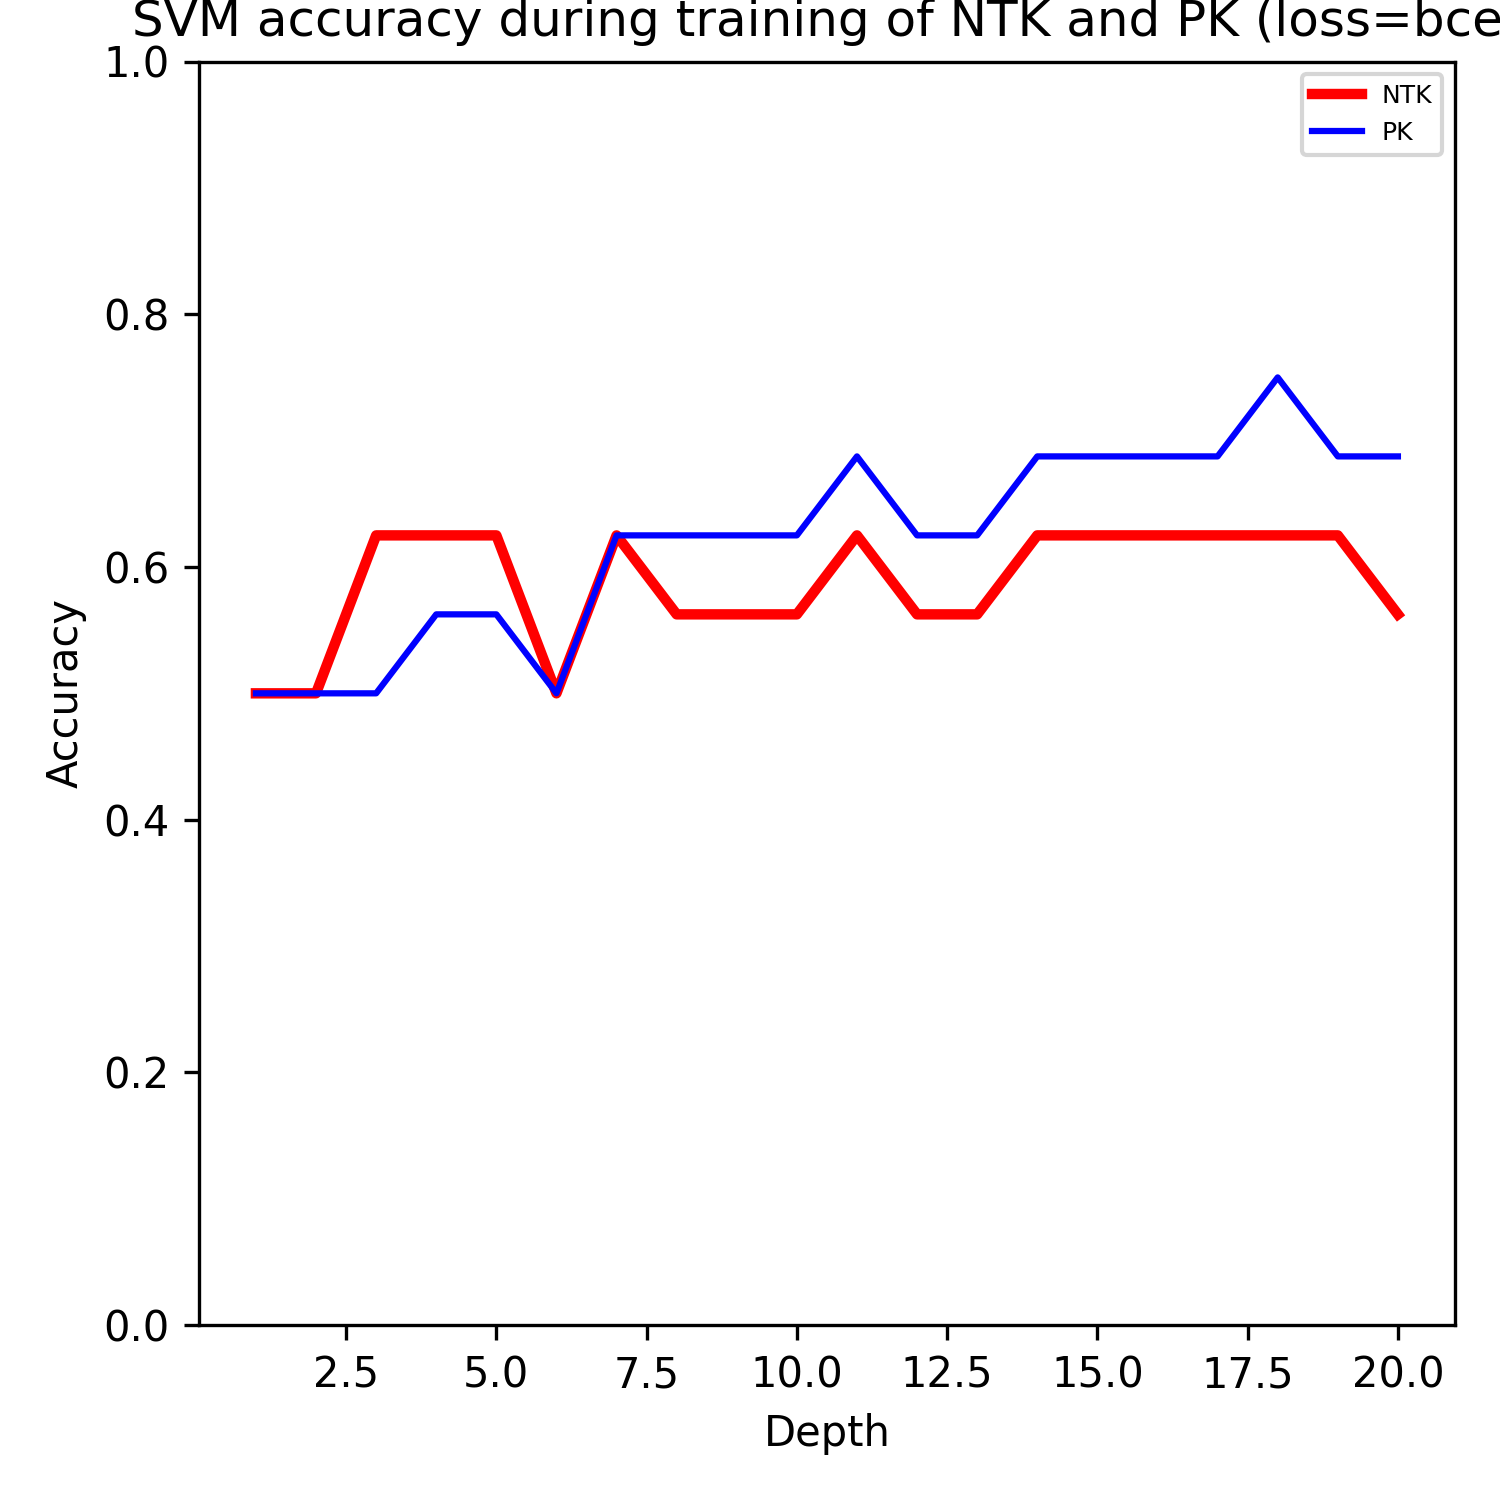 SVM accuracy during training of NTK and PK (loss=bce
NTK
PK
1.0
0.8
0.6
0.4
0.2
0.0
Accuracy
2.5 5.0 7.5 10.0 12.5 15.0 17.5 20.0
Depth